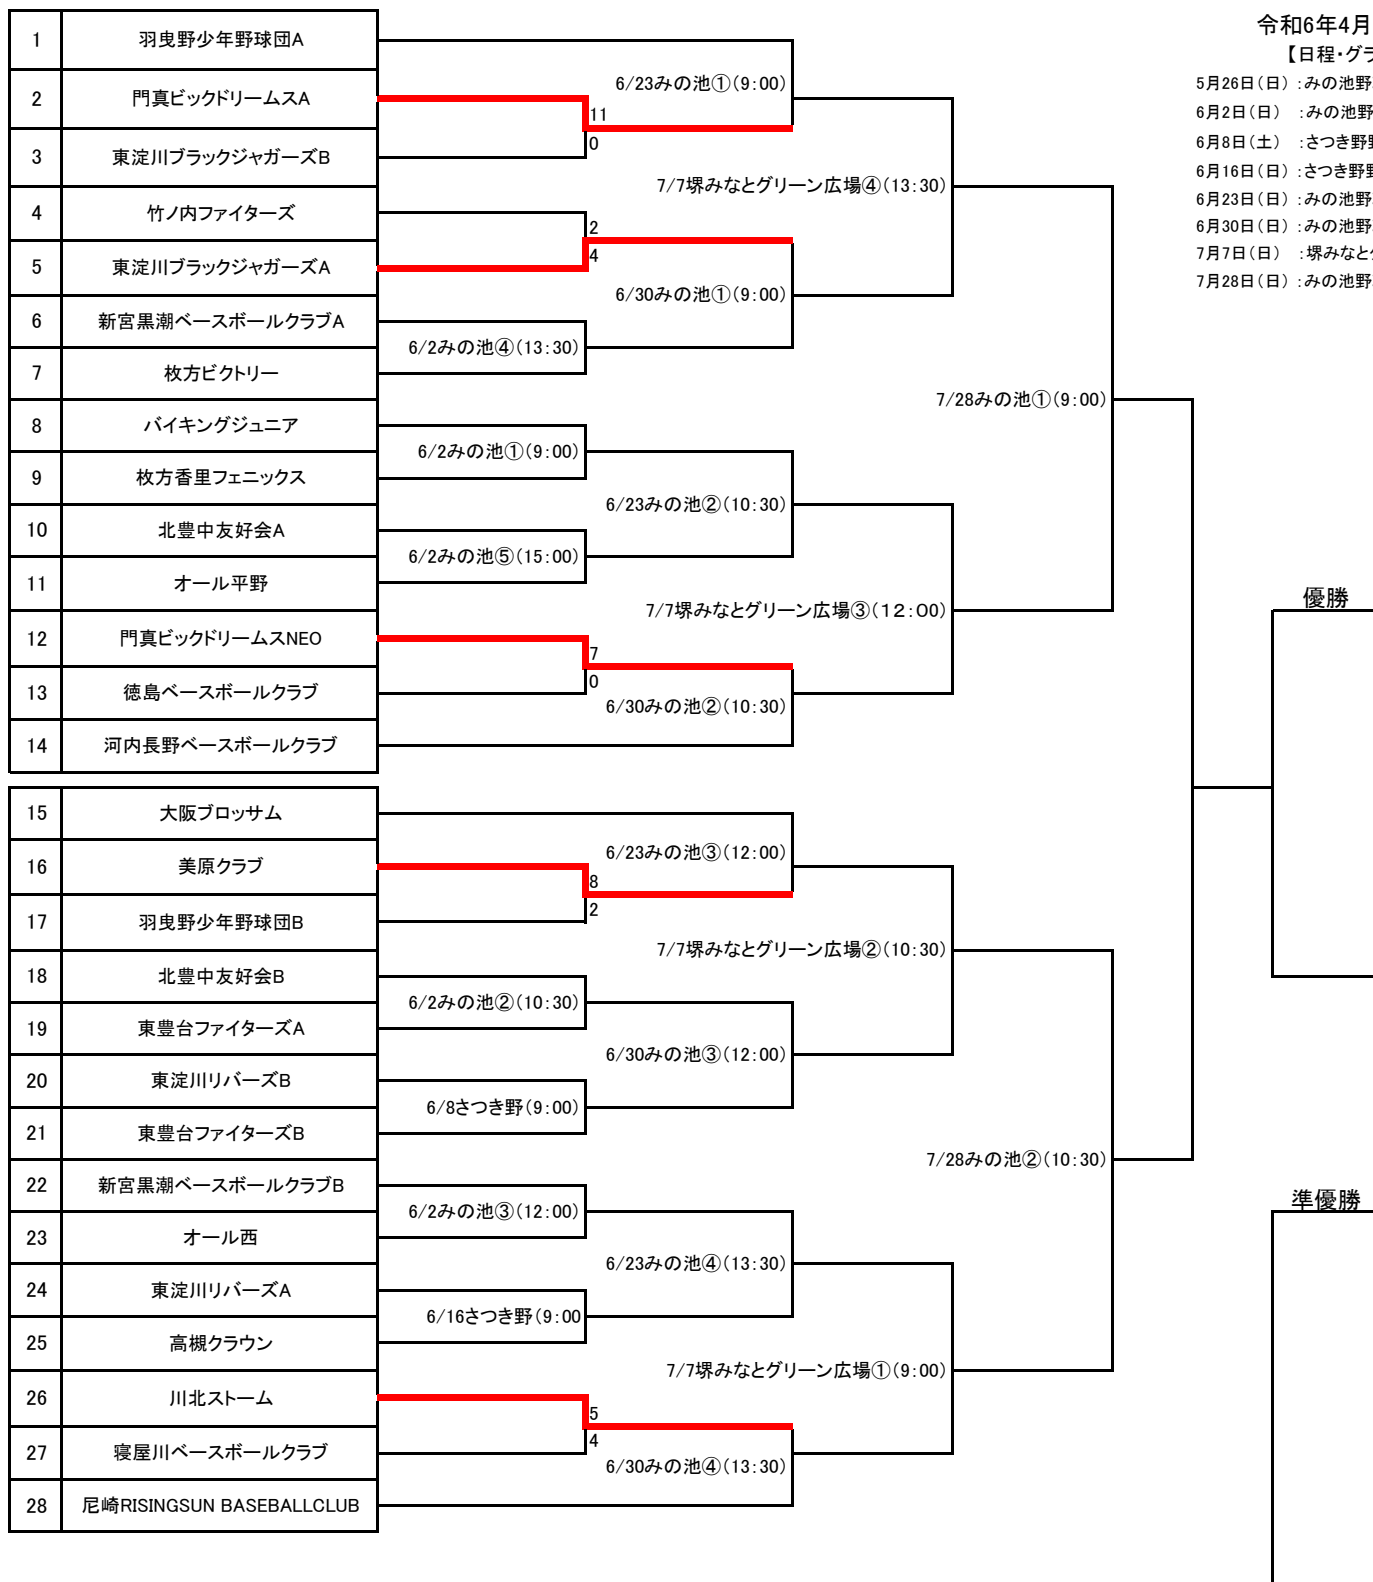 令和6年4月
【日程・グラ
5月26日(日):みの池野
6月2日(日) :みの池野
6月8日(土) :さつき野野
6月16日(日):さつき野野
6月23日(日):みの池野
6月30日(日):みの池野
7月7日(日) :堺みなと
7月28日(日):みの池野
1 羽曳野少年野球団A
2 門真ビックドリームスA
3 東淀川ブラックジャガーズB
4 竹ノ内ファイターズ
5 東淀川ブラックジャガーズA
6 新宮黒潮ベースボールクラブA
7 枚方ビクトリー
8 バイキングジュニア
9 枚方香里フェニックス
10 北豊中友好会A
11 オール平野
12 門真ビックドリームスNEO
13 徳島ベースボールクラブ
14 河内長野ベースボールクラブ
15 大阪ブロッサム
16 美原クラブ
17 羽曳野少年野球団B
18 北豊中友好会B
19 東豊台ファイターズA
20 東淀川リバーズB
21 東豊台ファイターズB
22 新宮黒潮ベースボールクラブB
23 オール西
24 東淀川リバーズA
25 高槻クラウン
26 川北ストーム
27 寝屋川ベースボールクラブ
28 尼崎RISINGSUN BASEBALLCLUB
11
0
2
4
6/2みの池④(13:30)
6/2みの池①(9:00)
6/2みの池⑤(15:00)
7
0
8
2
6/2みの池②(10:30)
6/8さつき野(9:00)
6/2みの池③(12:00)
6/16さつき野(9:00
5
4
6/23みの池①(9:00)
6/30みの池①(9:00)
6/23みの池②(10:30)
6/30みの池②(10:30)
6/23みの池③(12:00)
6/30みの池③(12:00)
6/23みの池④(13:30)
6/30みの池④(13:30)
7/7堺みなとグリーン広場④(13:30)
7/7堺みなとグリーン広場③(12:00)
7/7堺みなとグリーン広場②(10:30)
7/7堺みなとグリーン広場①(9:00)
7/28みの池①(9:00)
7/28みの池②(10:30)
優勝
準優勝